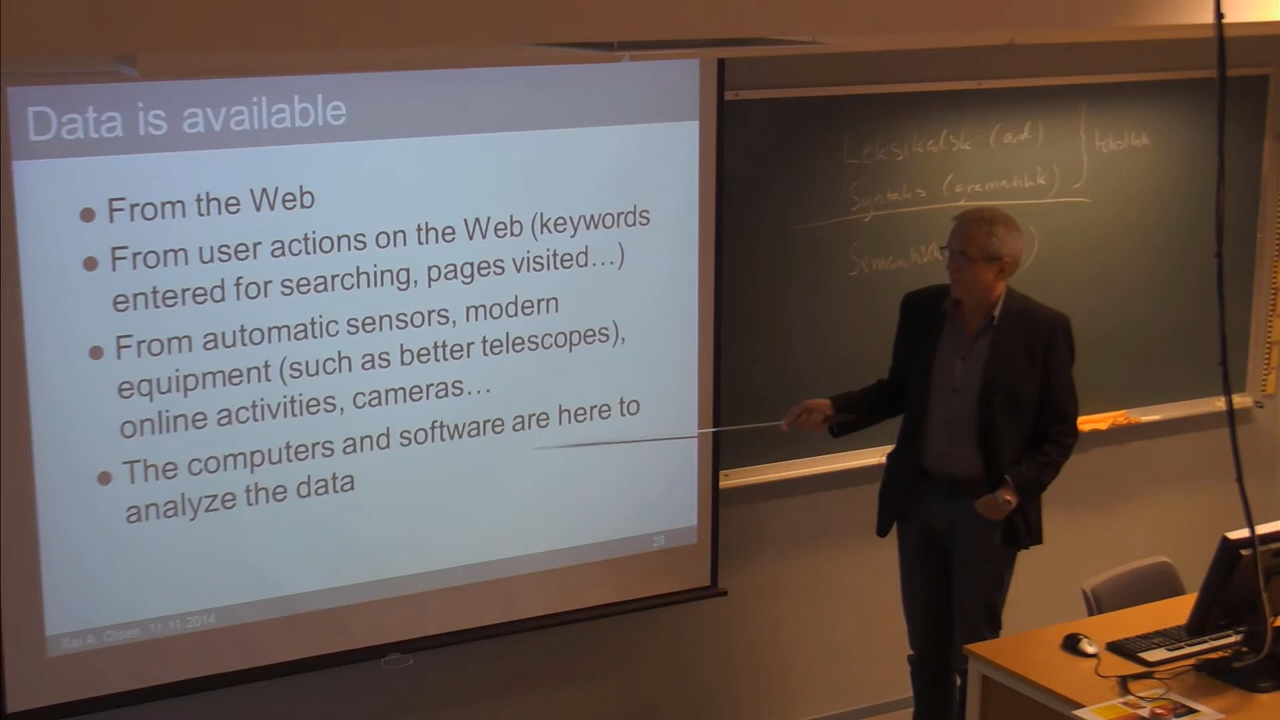 Data is available
● From the Web
● From user actions on the Web (keywords
entered for searching, pages visited…)
● From automatic sensors, modern
equipment (such as better telescopes),
online activities, cameras…
● The computers and software are here to
analyze the data
28
Kai A. Olsen, 11.11.2014
Leksikalsk (ord)
Syntaks (grammatikk)